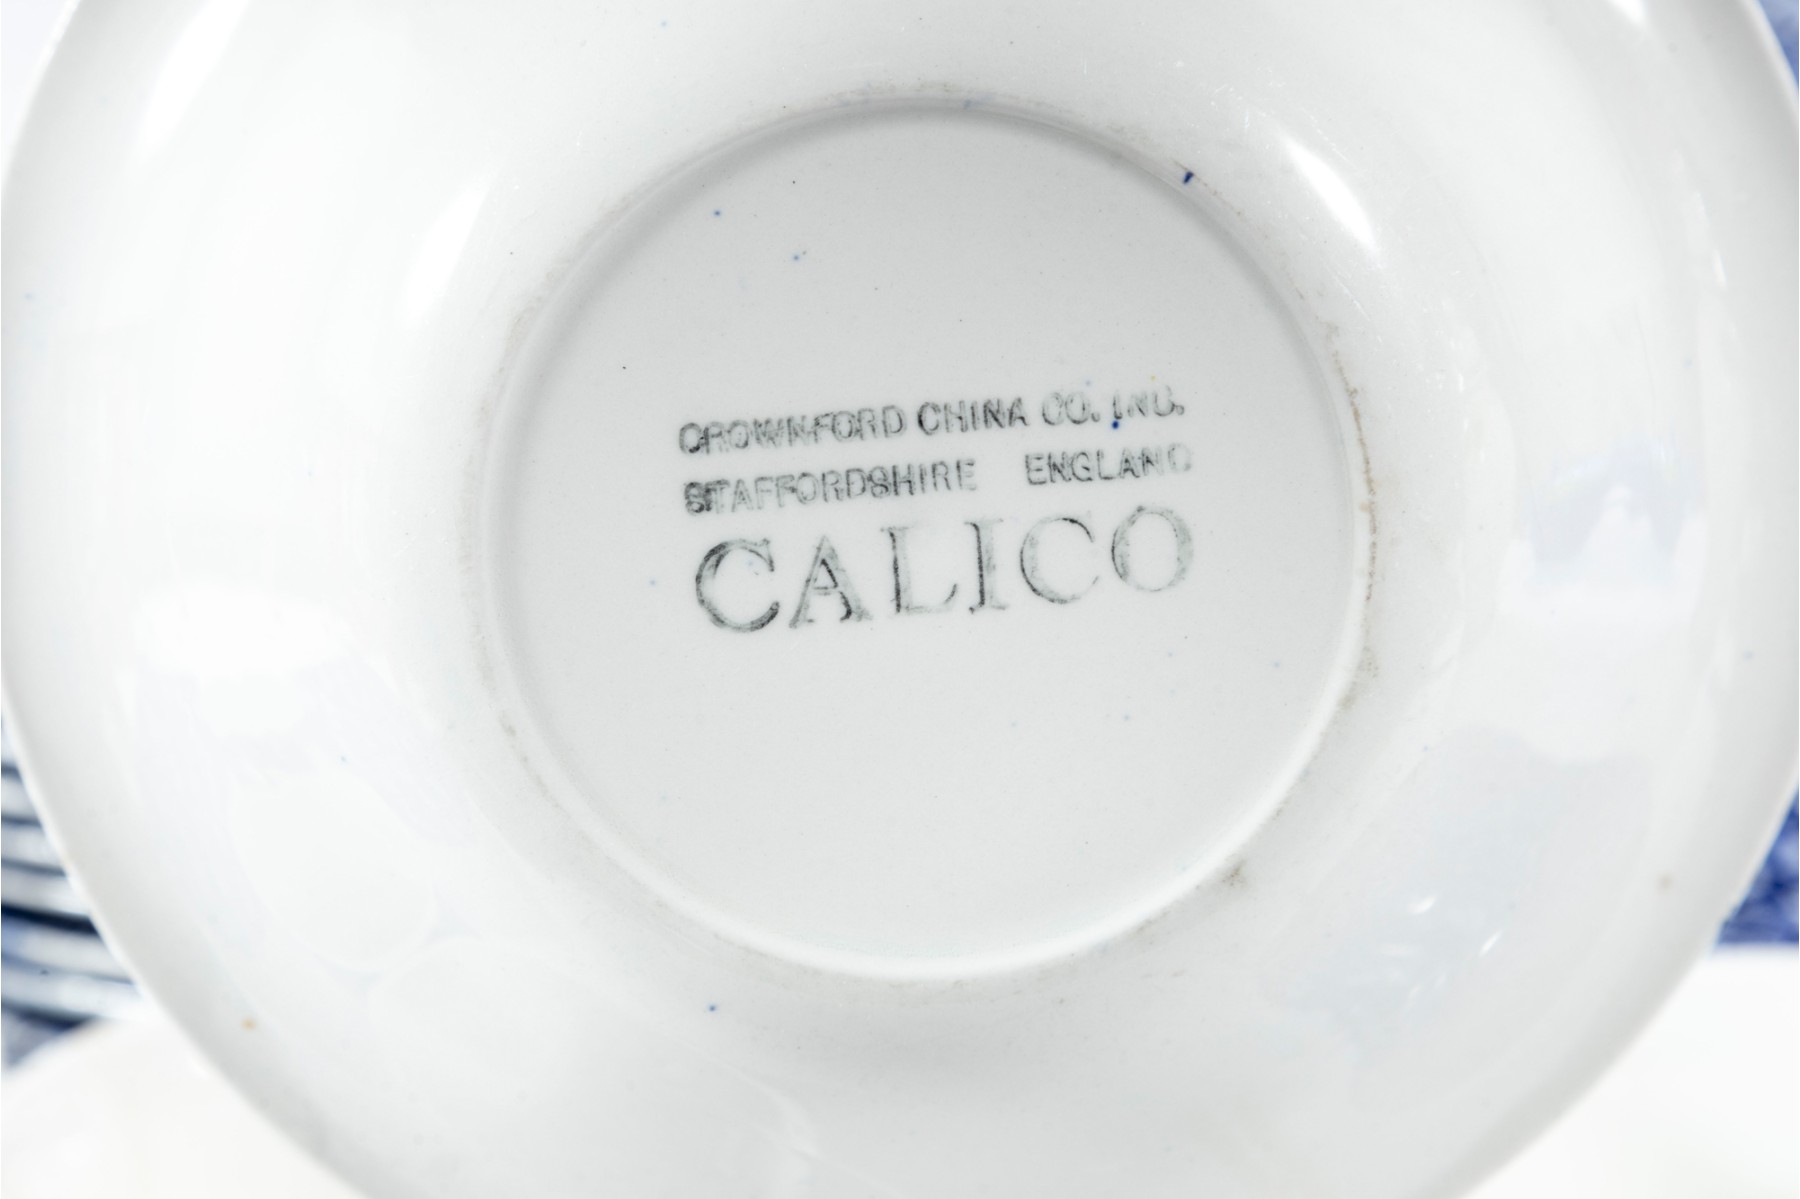 CROWNFORD CHINA CO. INC.
STAFFORDSHIRE ENGLAND
CALICO